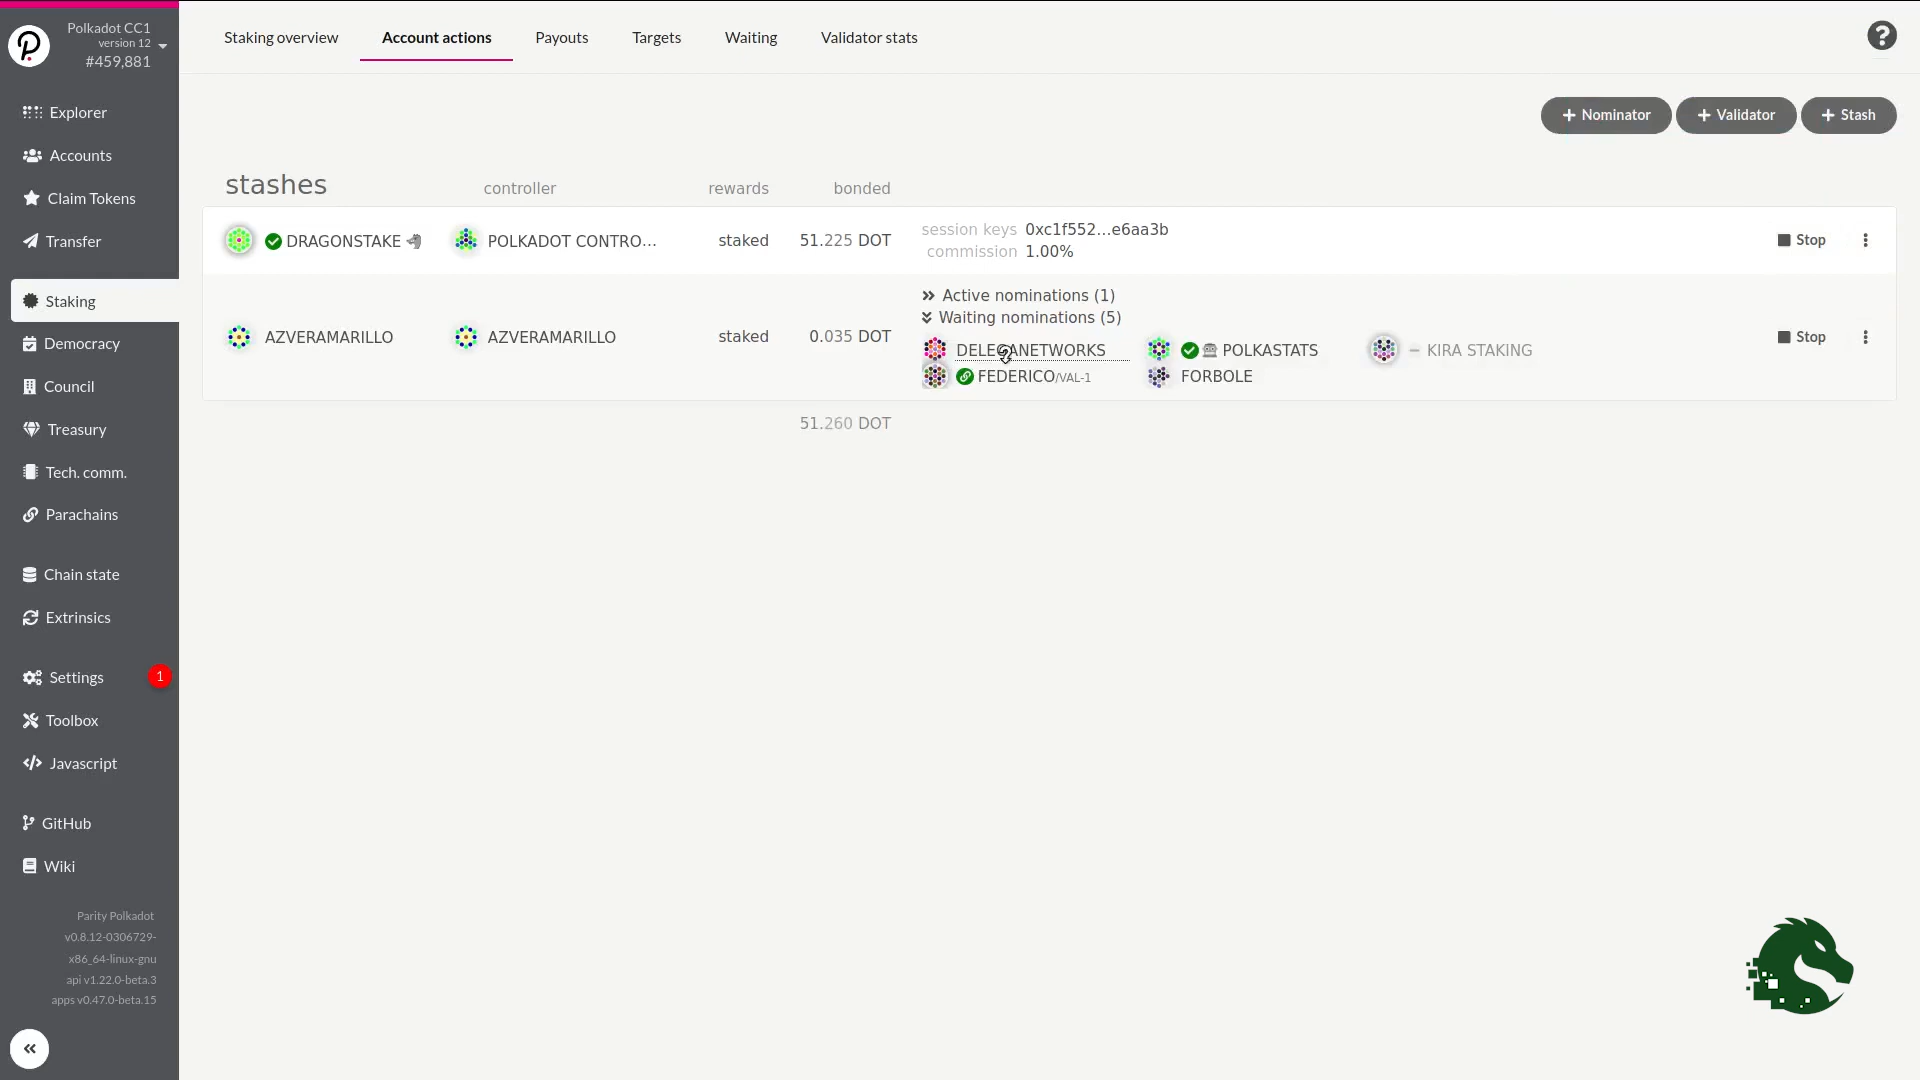 Polkadot CC1
version 12
#459,881
Explorer
Accounts
Claim Tokens
Transfer
Staking
Democracy
Council
Treasury
Tech. comm.
Parachains
Chain state
Extrinsics
Settings 1
Toolbox
Javascript
GitHub
Wiki
Parity Polkadot
v0.8.12-0306729-
x86_64-linux-gnu
api v1.22.0-beta.3
apps v0.47.0-beta.15
Staking overview Account actions Payouts Targets Waiting Validator stats
+ Nominator + Validator + Stash
stashes controller rewards bonded
DRAGONSTAKE POLKADOT CONTRO... staked 51.225 DOT session keys 0xc1f552...e6aa3b Stop
commission 1.00%
Active nominations (1)
Waiting nominations (5)
AZVERAMARILLO AZVERAMARILLO staked 0.035 DOT Stop
POLKASTATS – KIRA STAKING
FEDERICO/VAL-1 FORBOLE
51.260 DOT